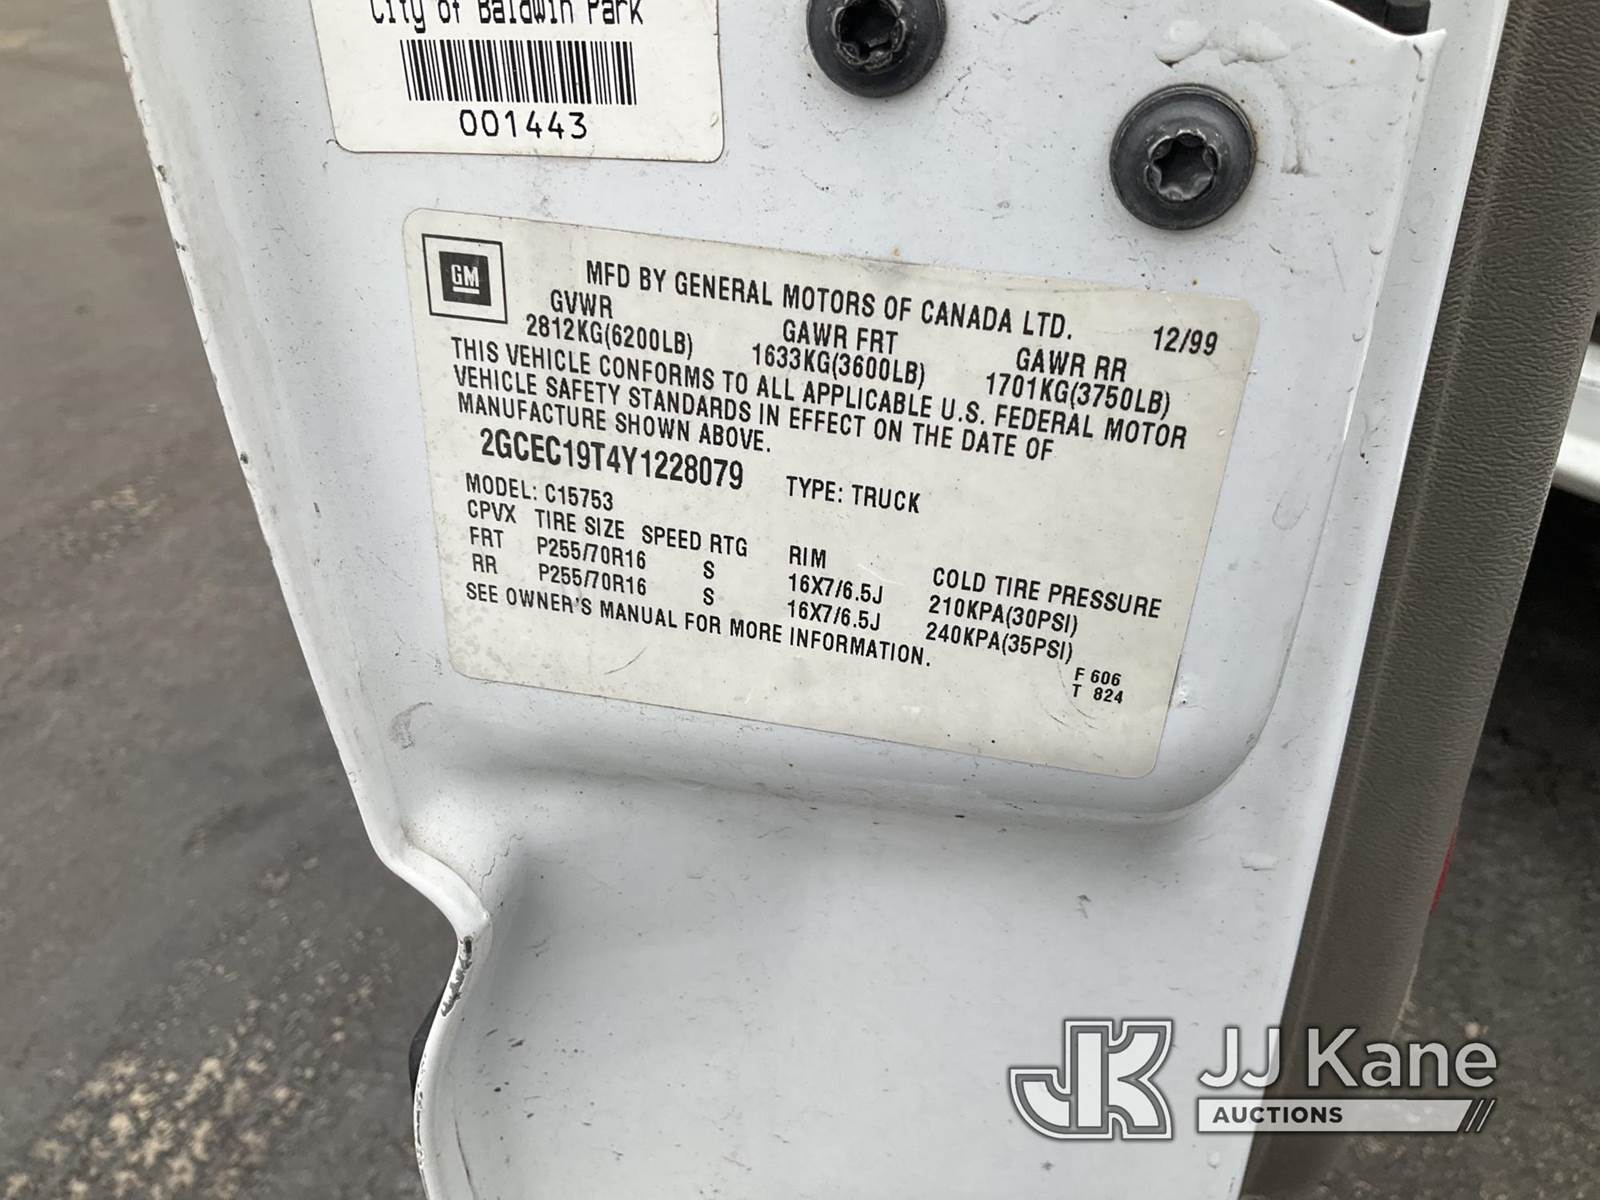 City of Baldwin Park
001443
GM
MFD BY GENERAL MOTORS OF CANADA LTD.
12/99
GVWR GAWR FRT GAWR RR
2812KG(6200LB) 1633KG(3600LB) 1701KG(3750LB)
THIS VEHICLE CONFORMS TO ALL APPLICABLE U.S. FEDERAL MOTOR
VEHICLE SAFETY STANDARDS IN EFFECT ON THE DATE OF
MANUFACTURE SHOWN ABOVE.
2GCEC19T4Y1228079 TYPE: TRUCK
MODEL: C15753
CPVX TIRE SIZE SPEED RTG RIM COLD TIRE PRESSURE
FRT P255/70R16 S 16X7/6.5J 210KPA(30PSI)
RR P255/70R16 S 16X7/6.5J 240KPA(35PSI)
SEE OWNER'S MANUAL FOR MORE INFORMATION.
F 606
T 824
JK JJ Kane
AUCTIONS